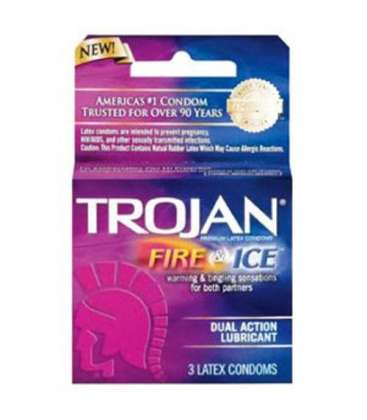 NEW!
AMERICA'S #1 CONDOM
TRUSTED FOR OVER 90 YEARS
Latex condoms are intended to prevent pregnancy,
HIV/AIDS, and other sexually transmitted infections.
Caution: This Product Contains Natural Rubber Latex Which May Cause Allergic Reactions.
TROJAN®
PREMIUM LATEX CONDOMS
FIRE & ICE™
warming & tingling sensations
for both partners
DUAL ACTION
LUBRICANT
3 LATEX CONDOMS